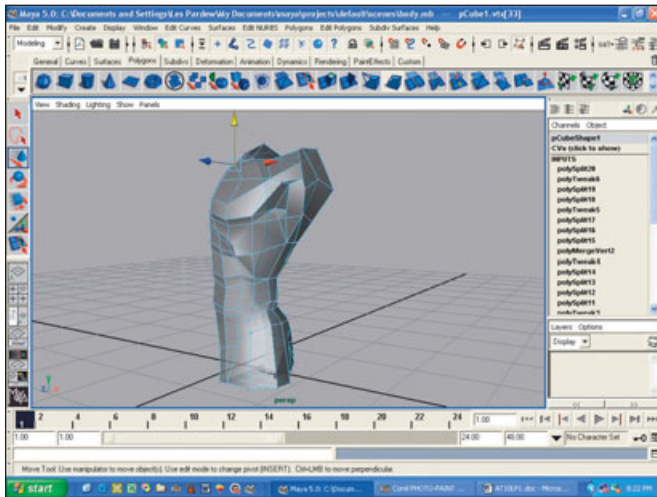 Maya 5.0: C:\Documents and Settings\Les Pardew\My Documents\maya\projects\default\scenes\body.mb --- pCube1.vtx[33]
File Edit Modify Create Display Window Edit Curves Surfaces Edit NURBS Polygons Edit Polygons Subdiv Surfaces Help
Modeling
General Curves Surfaces Polygons Subdivs Deformation Animation Dynamics Rendering PaintEffects Custom
View Shading Lighting Show Panels
Channels Object
pCubeShape1
CVs (click to show)
INPUTS
polySplit20
polyTweak6
polySplit19
polySplit18
polyTweak5
polySplit17
polySplit16
polySplit15
polyMergeVert2
polyTweak4
polySplit14
polySplit13
polySplit12
polySplit11
polyTweak3
Layers Options
Display
persp
1 2 4 6 8 10 12 14 16 18 20 22 24 1.00
1.00 1.00 24.00 48.00 No Character Set
Move Tool: Use manipulator to move object(s). Use edit mode to change pivot (INSERT). Ctrl+LMB to move perpendicular.
start Maya 5.0: C:\Docum... Corel PHOTO-PAINT ... AT10LP1.doc - Micros... 8:22 PM